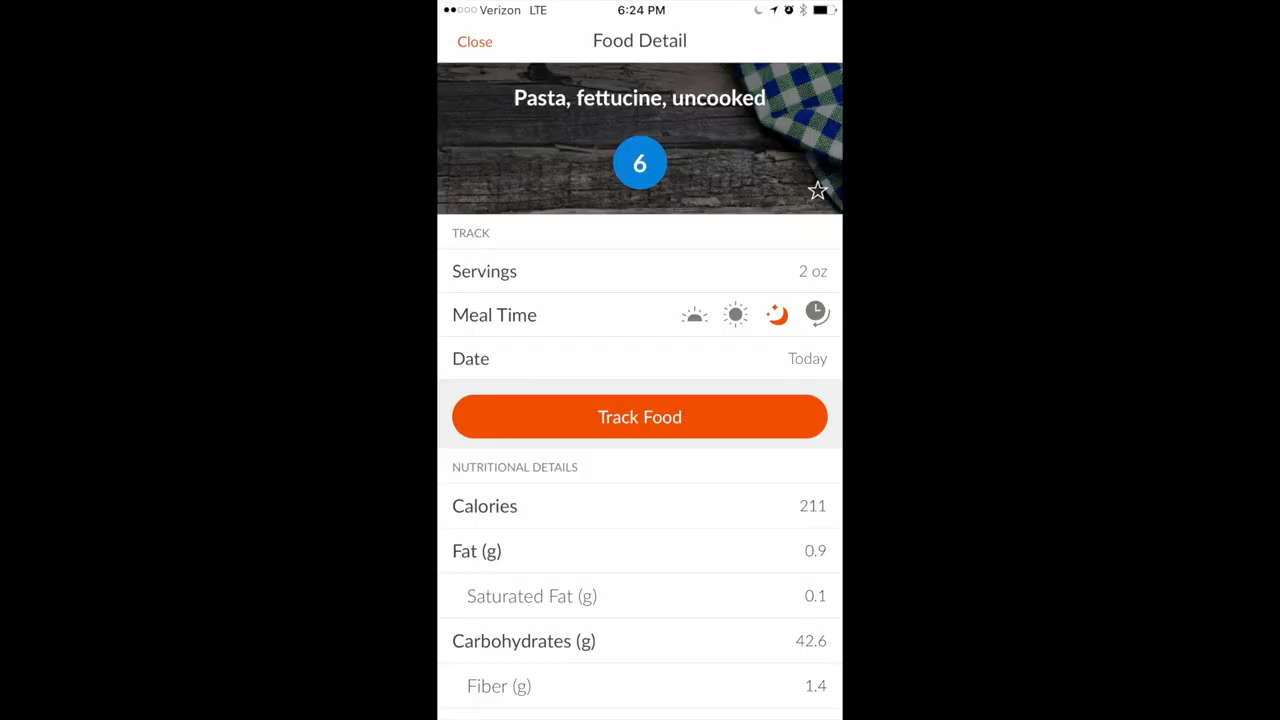 Verizon LTE 6:24 PM
Close Food Detail
Pasta, fettucine, uncooked
6
TRACK
Servings 2 oz
Meal Time
Date Today
Track Food
NUTRITIONAL DETAILS
Calories 211
Fat (g) 0.9
Saturated Fat (g) 0.1
Carbohydrates (g) 42.6
Fiber (g) 1.4